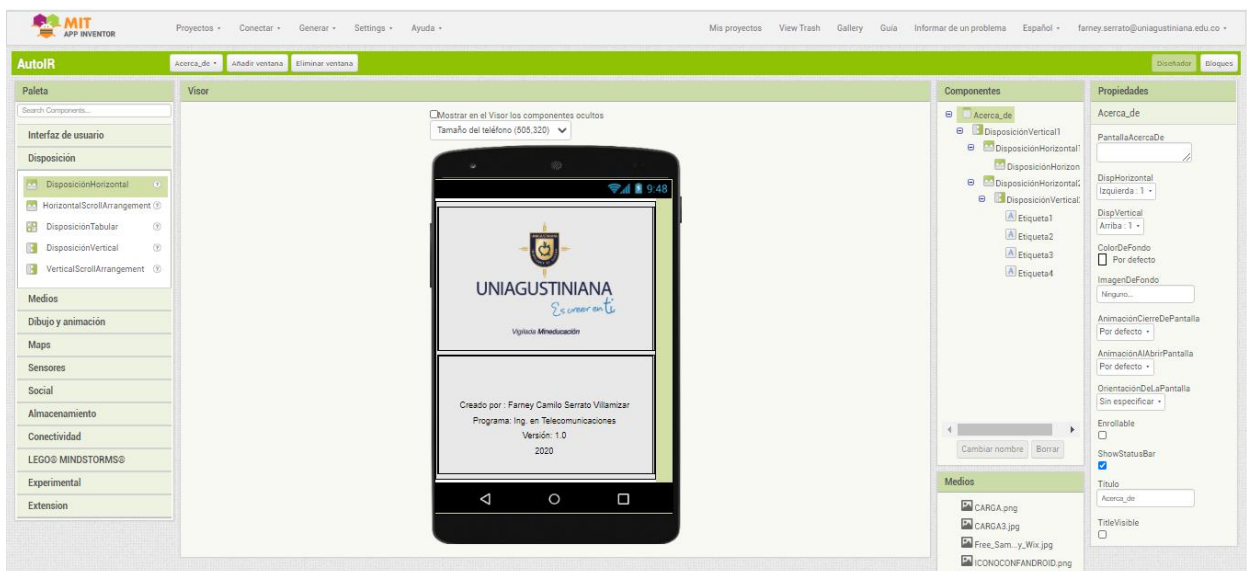 MIT
APP INVENTOR
Proyectos
Conectar
Generar
Settings
Ayuda
Mis proyectos
View Trash
Gallery
Guía
Informar de un problema
Español
farney.serrato@uniagustiniana.edu.co
AutoIR
Acerca_de
Añadir ventana
Eliminar ventana
Diseñador
Bloques
Paleta
Search Components...
Interfaz de usuario
Disposición
DisposiciónHorizontal
HorizontalScrollArrangement
DisposiciónTabular
DisposiciónVertical
VerticalScrollArrangement
Medios
Dibujo y animación
Maps
Sensores
Social
Almacenamiento
Conectividad
LEGO® MINDSTORMS®
Experimental
Extension
Visor
Mostrar en el Visor los componentes ocultos
Tamaño del teléfono (505,320)
9:48
UNIAGUSTINIANA
Es creer en ti
Vigilada Mineducación
Creado por : Farney Camilo Serrato Villamizar
Programa: Ing. en Telecomunicaciones
Versión: 1.0
2020
Componentes
Acerca_de
DisposiciónVertical1
DisposiciónHorizontal1
DisposiciónHorizon
DisposiciónHorizontal2
DisposiciónVertical
Etiqueta1
Etiqueta2
Etiqueta3
Etiqueta4
Cambiar nombre
Borrar
Medios
CARGA.png
CARGA3.jpg
Free_Sam...y_Wix.jpg
ICONOCONFANDROID.png
Propiedades
Acerca_de
PantallaAcercaDe
DispHorizontal
Izquierda : 1
DispVertical
Arriba : 1
ColorDeFondo
Por defecto
ImagenDeFondo
Ninguno...
AnimaciónCierreDePantalla
Por defecto
AnimaciónAlAbrirPantalla
Por defecto
OrientaciónDeLaPantalla
Sin especificar
Enrollable
ShowStatusBar
Título
Acerca_de
TitleVisible